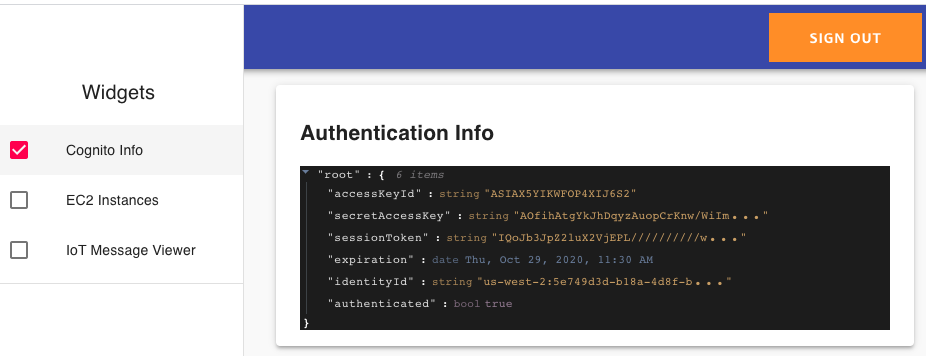 SIGN OUT
Widgets
Cognito Info
EC2 Instances
IoT Message Viewer
Authentication Info
"root" : { 6 items
"accessKeyId" : string "ASIAX5YIKWFOP4XIJ6S2"
"secretAccessKey" : string "AOfihAtgYkJhDqyzAuopCrKnw/WiIm..."
"sessionToken" : string "IQoJb3JpZ2luX2VjEPL//////////w..."
"expiration" : date Thu, Oct 29, 2020, 11:30 AM
"identityId" : string "us-west-2:5e749d3d-b18a-4d8f-b..."
"authenticated" : bool true
}